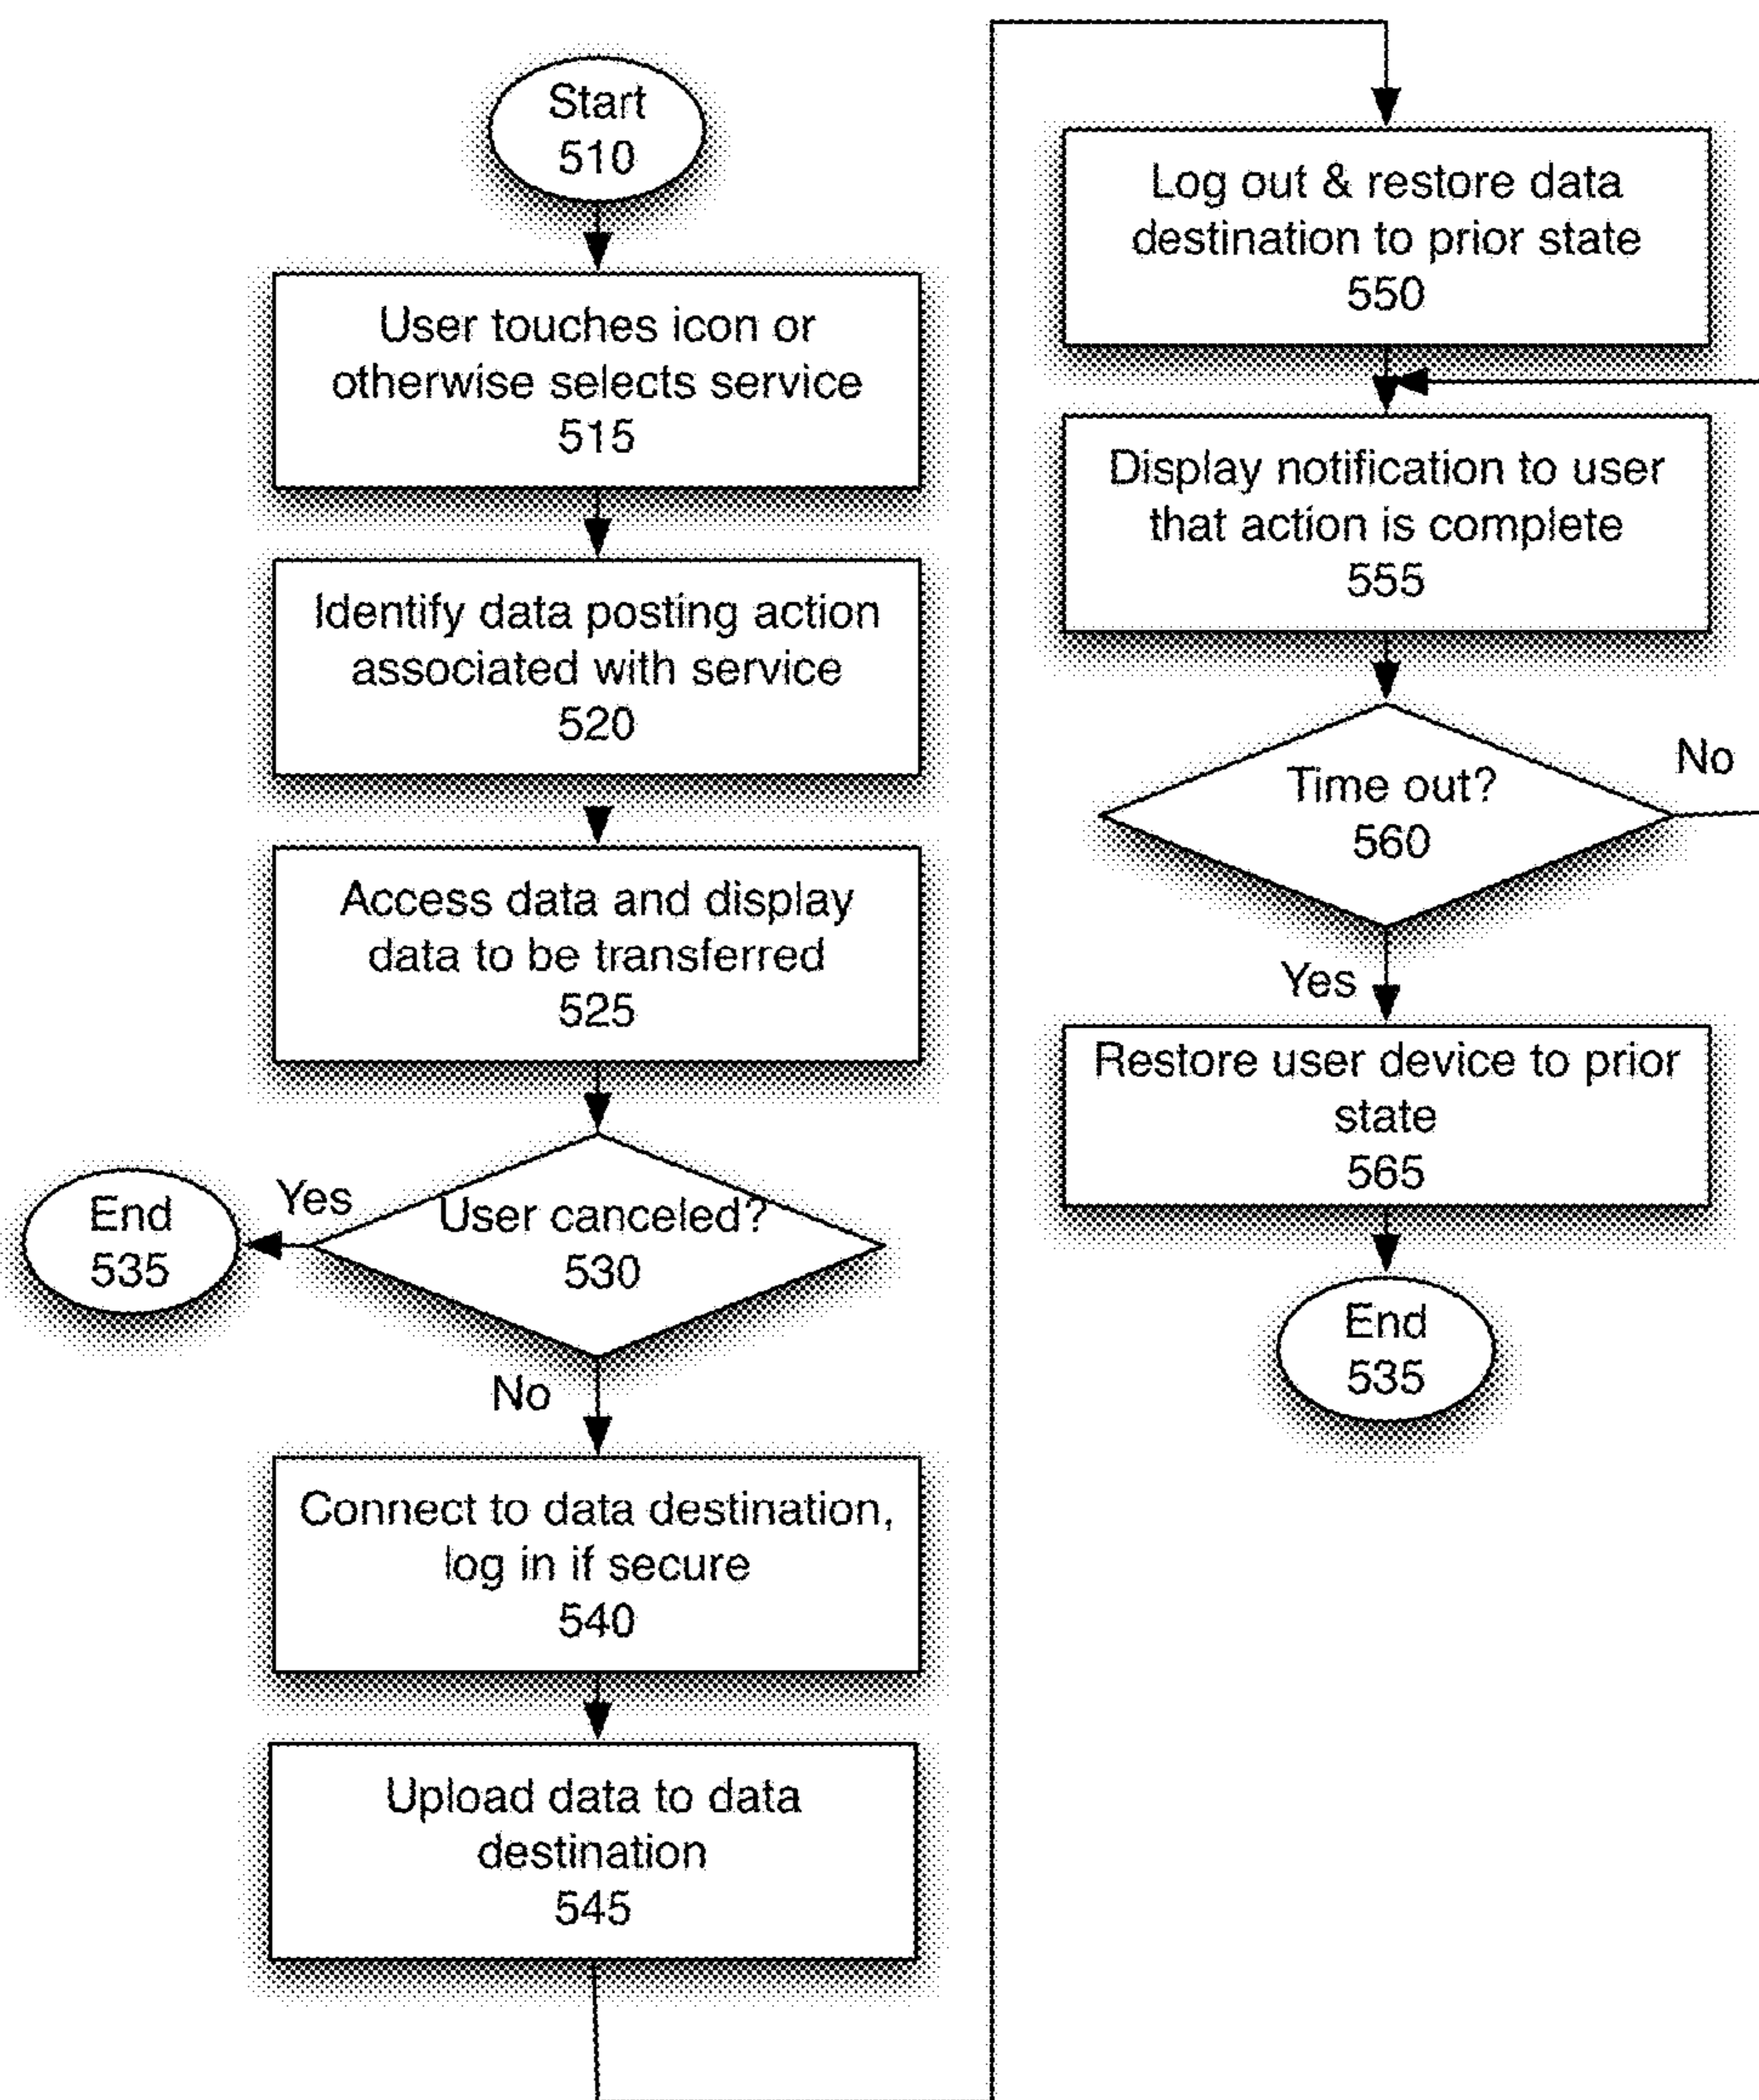 Start
510
User touches icon or
otherwise selects service
515
Identify data posting action
associated with service
520
Access data and display
data to be transferred
525
User canceled?
530
Yes
End
535
No
Connect to data destination,
log in if secure
540
Upload data to data
destination
545
Log out & restore data
destination to prior state
550
Display notification to user
that action is complete
555
Time out?
560
No
Yes
Restore user device to prior
state
565
End
535